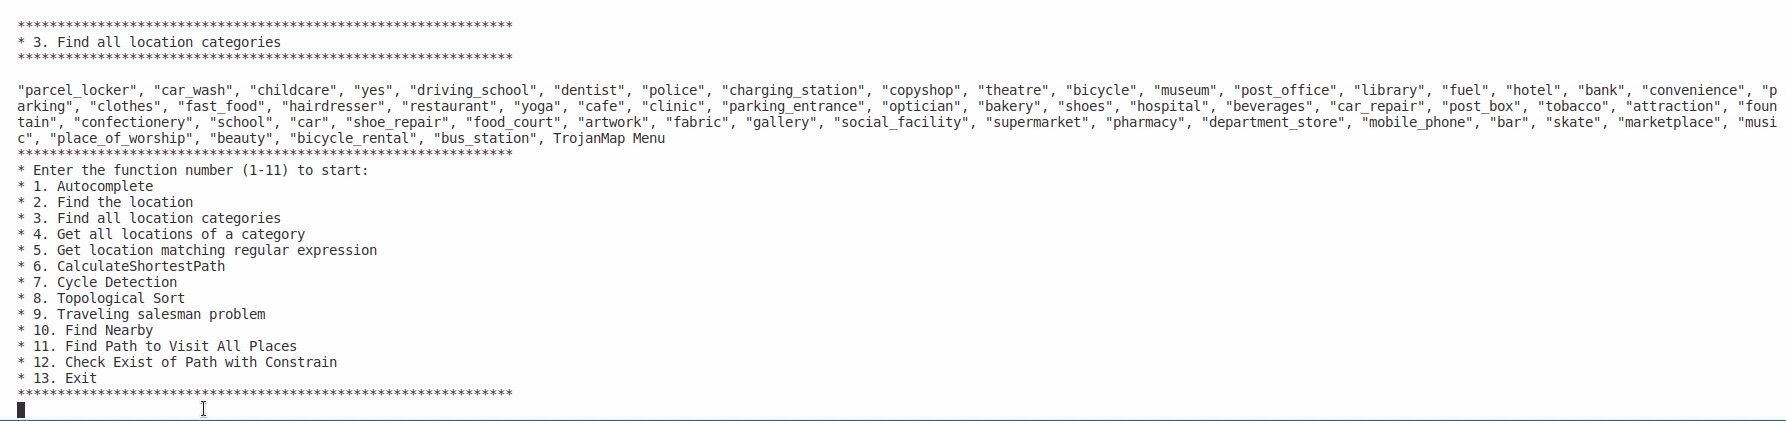 **************************************************************
* 3. Find all location categories
**************************************************************
"parcel_locker", "car_wash", "childcare", "yes", "driving_school", "dentist", "police", "charging_station", "copyshop", "theatre", "bicycle", "museum", "post_office", "library", "fuel", "hotel", "bank", "convenience", "p
arking", "clothes", "fast_food", "hairdresser", "restaurant", "yoga", "cafe", "clinic", "parking_entrance", "optician", "bakery", "shoes", "hospital", "beverages", "car_repair", "post_box", "tobacco", "attraction", "foun
tain", "confectionery", "school", "car", "shoe_repair", "food_court", "artwork", "fabric", "gallery", "social_facility", "supermarket", "pharmacy", "department_store", "mobile_phone", "bar", "skate", "marketplace", "musi
c", "place_of_worship", "beauty", "bicycle_rental", "bus_station", TrojanMap Menu
**************************************************************
* Enter the function number (1-11) to start:
* 1. Autocomplete
* 2. Find the location
* 3. Find all location categories
* 4. Get all locations of a category
* 5. Get location matching regular expression
* 6. CalculateShortestPath
* 7. Cycle Detection
* 8. Topological Sort
* 9. Traveling salesman problem
* 10. Find Nearby
* 11. Find Path to Visit All Places
* 12. Check Exist of Path with Constrain
* 13. Exit
**************************************************************